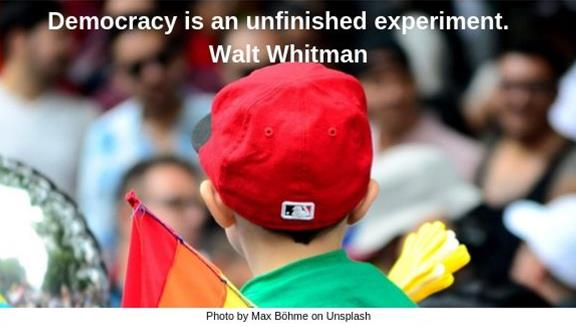 Democracy is an unfinished experiment.
Walt Whitman
Photo by Max Böhme on Unsplash